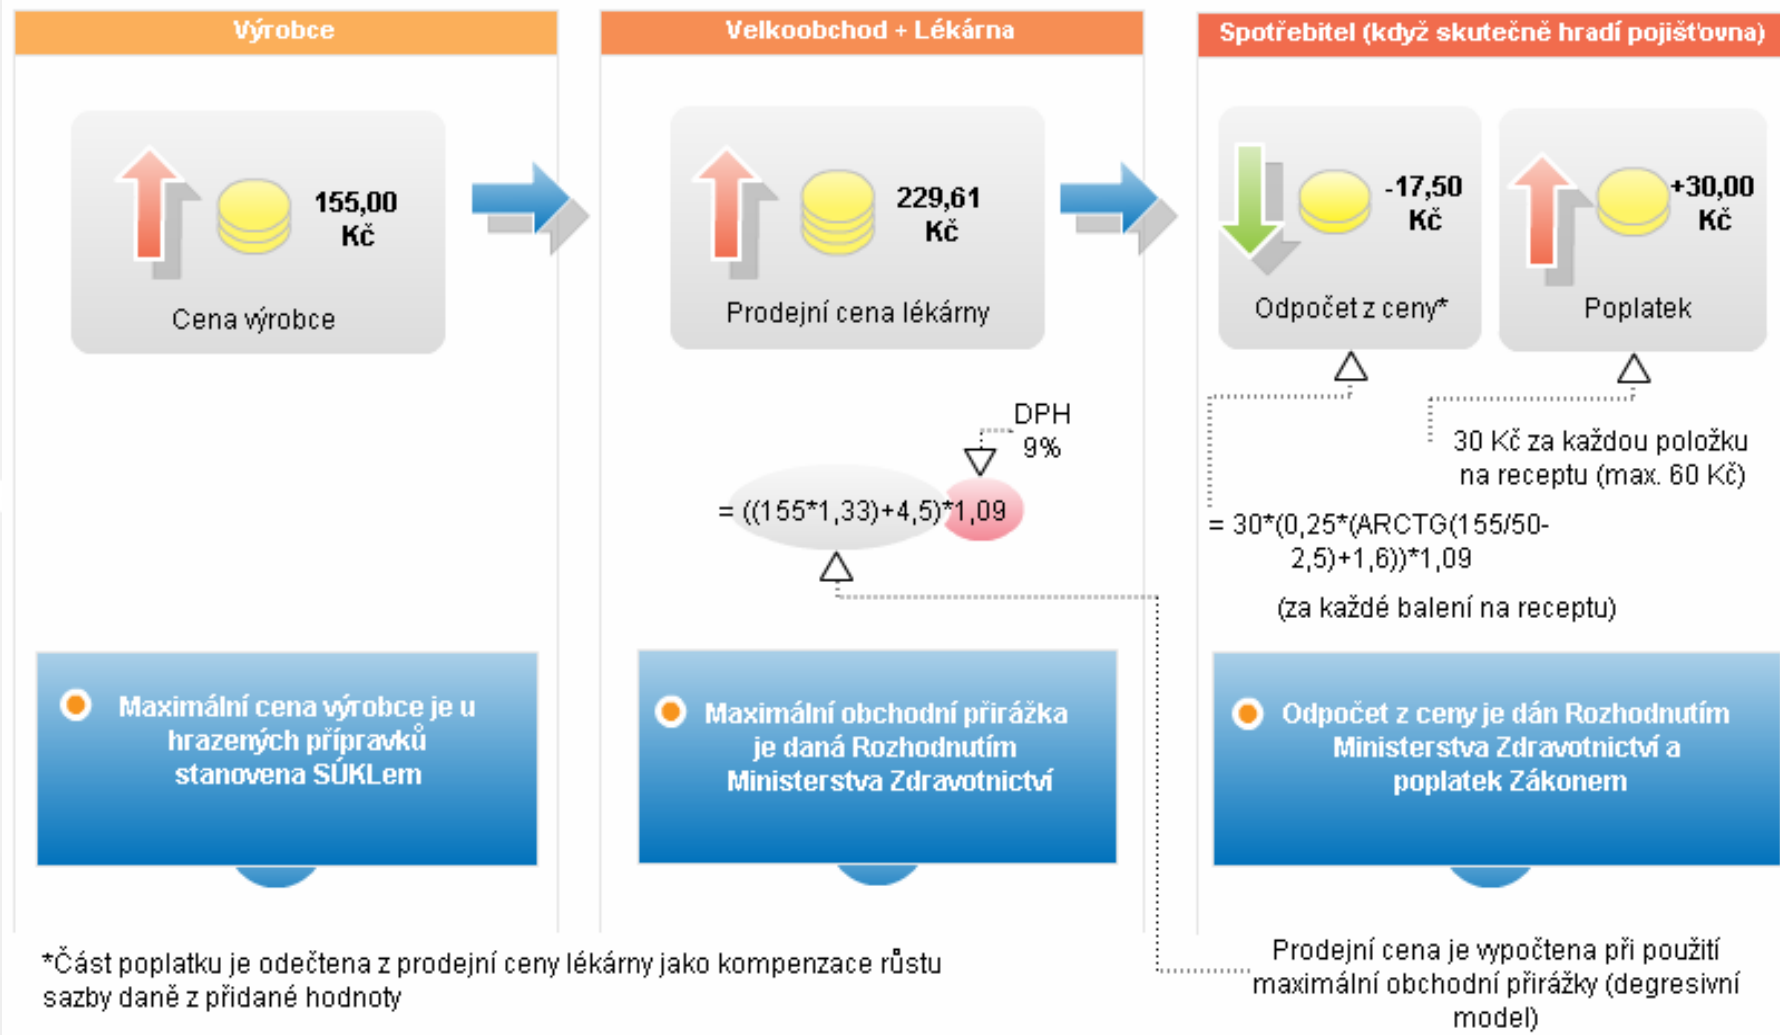 Výrobce
155,00
Kč
Cena výrobce
Maximální cena výrobce je u
hrazených přípravků
stanovena SÚKLem
Velkoobchod + Lékárna
229,61
Kč
Prodejní cena lékárny
DPH
9%
= ((155*1,33)+4,5)*1,09
Maximální obchodní přirážka
je daná Rozhodnutím
Ministerstva Zdravotnictví
Spotřebitel (když skutečně hradí pojišťovna)
-17,50
Kč
Odpočet z ceny*
+30,00
Kč
Poplatek
30 Kč za každou položku
na receptu (max. 60 Kč)
= 30*(0,25*(ARCTG(155/50-
2,5)+1,6))*1,09
(za každé balení na receptu)
Odpočet z ceny je dán Rozhodnutím
Ministerstva Zdravotnictví a
poplatek Zákonem
*Část poplatku je odečtena z prodejní ceny lékárny jako kompenzace růstu
sazby daně z přidané hodnoty
Prodejní cena je vypočtena při použití
maximální obchodní přirážky (degresivní
model)